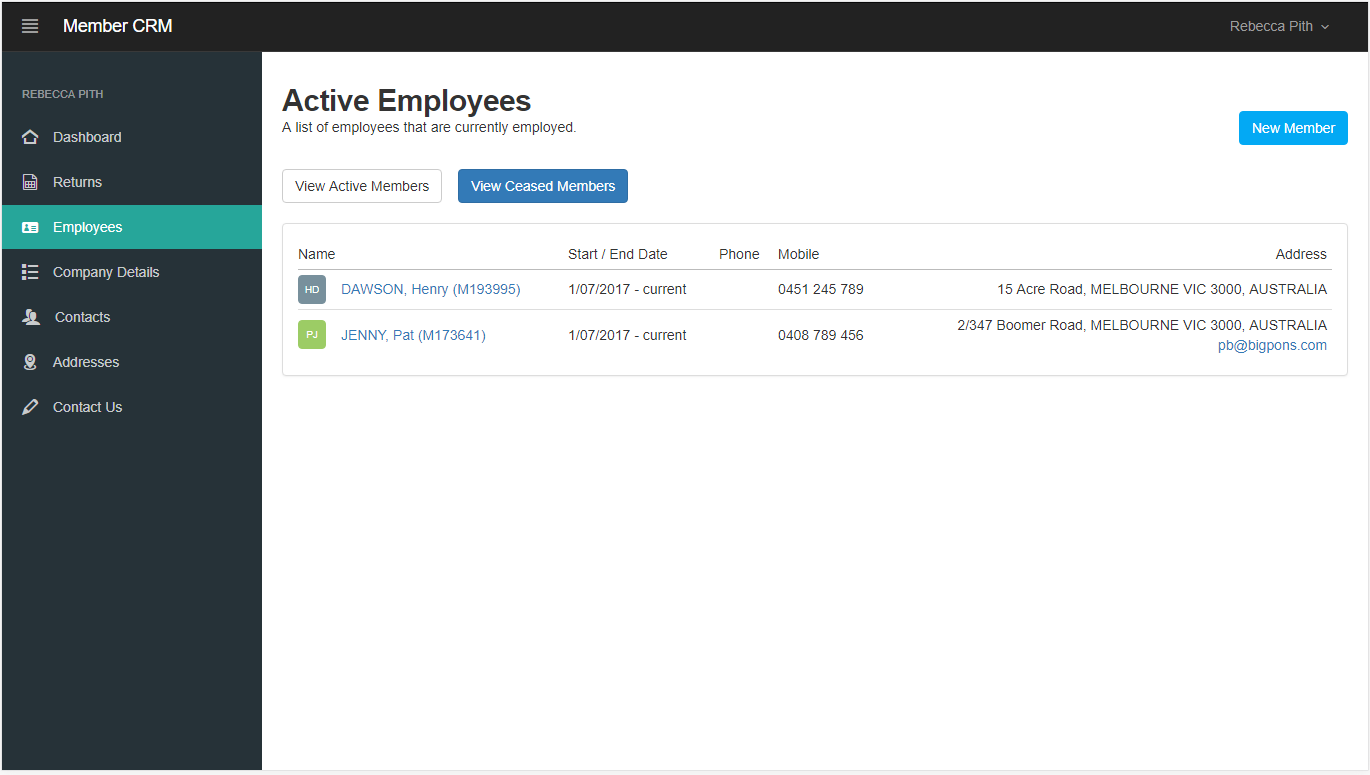 Member CRM
Rebecca Pith
REBECCA PITH
Dashboard
Returns
Employees
Company Details
Contacts
Addresses
Contact Us
Active Employees
A list of employees that are currently employed.
New Member
View Active Members View Ceased Members
Name Start / End Date Phone Mobile Address
HD DAWSON, Henry (M193995) 1/07/2017 - current 0451 245 789 15 Acre Road, MELBOURNE VIC 3000, AUSTRALIA
PJ JENNY, Pat (M173641) 1/07/2017 - current 0408 789 456 2/347 Boomer Road, MELBOURNE VIC 3000, AUSTRALIA
pb@bigpons.com